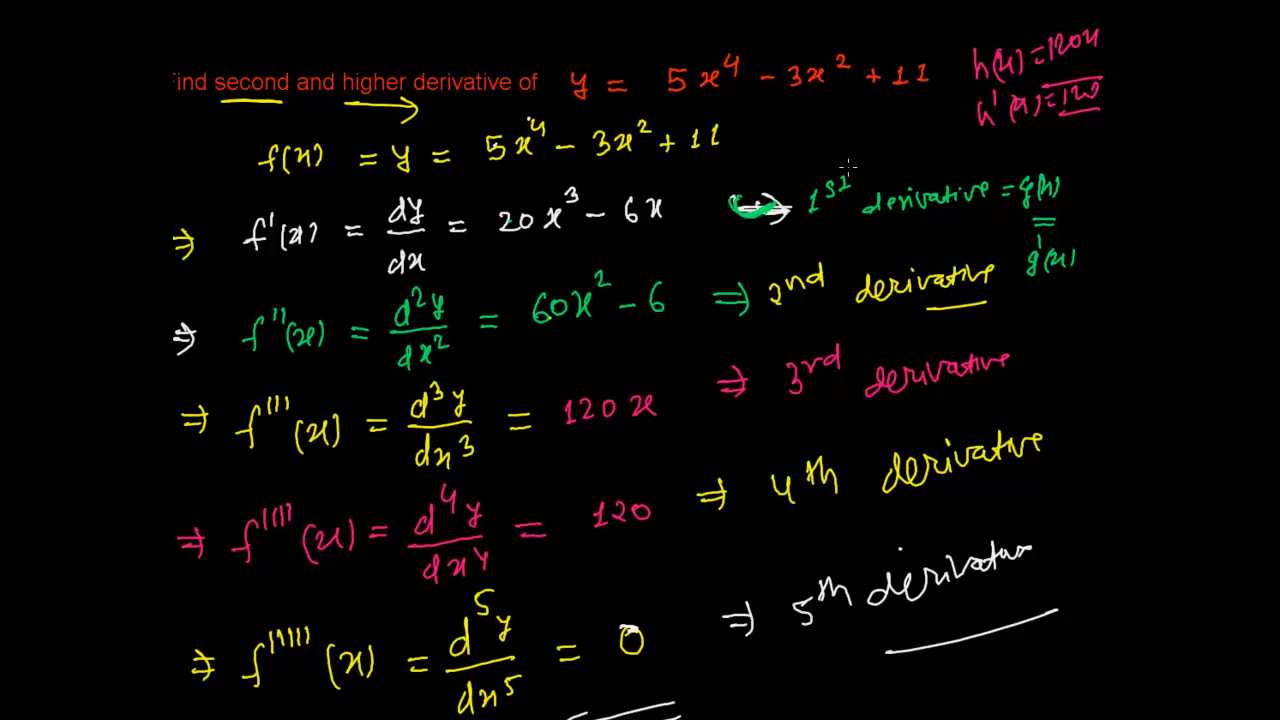 ind second and higher derivative of y = 5x⁴ - 3x² + 11
h(x) = 120x
h'(x) = 120
f(x) = y = 5x⁴ - 3x² + 11
⇒ f'(x) = dy/dx = 20x³ - 6x ⇒ 1st derivative = g(x)
= g'(x)
⇒ f''(x) = d²y/dx² = 60x² - 6 ⇒ 2nd derivative
⇒ f'''(x) = d³y/dx³ = 120x ⇒ 3rd derivative
⇒ f''''(x) = d⁴y/dx⁴ = 120 ⇒ 4th derivative
⇒ f'''''(x) = d⁵y/dx⁵ = 0 ⇒ 5th derivative